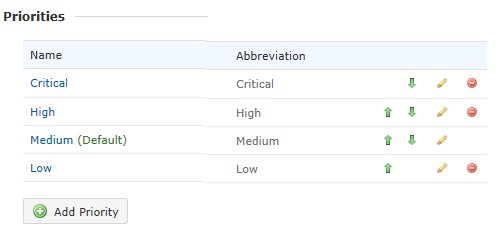 Priorities
Name Abbreviation
Critical Critical
High High
Medium (Default) Medium
Low Low
Add Priority